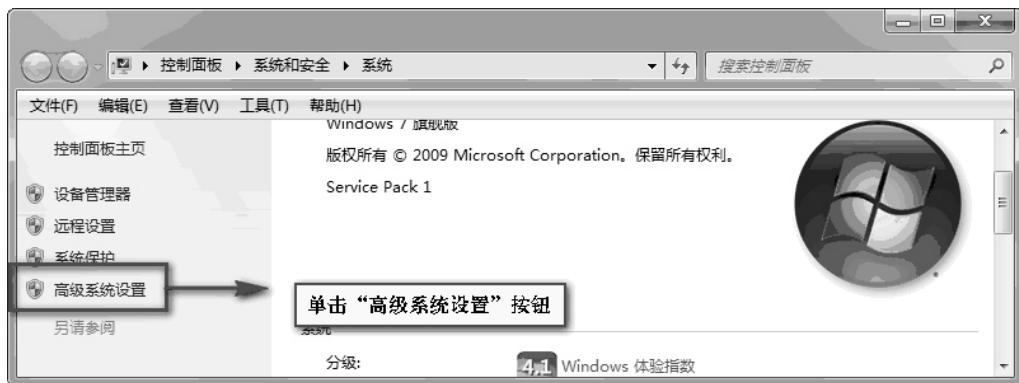 控制面板 系统和安全 系统
搜索控制面板
文件(F) 编辑(E) 查看(V) 工具(T) 帮助(H)
控制面板主页
设备管理器
远程设置
系统保护
高级系统设置
另请参阅
Windows 7 旗舰版
版权所有 © 2009 Microsoft Corporation。保留所有权利。
Service Pack 1
单击“高级系统设置”按钮
系统
分级:
4,1 Windows 体验指数